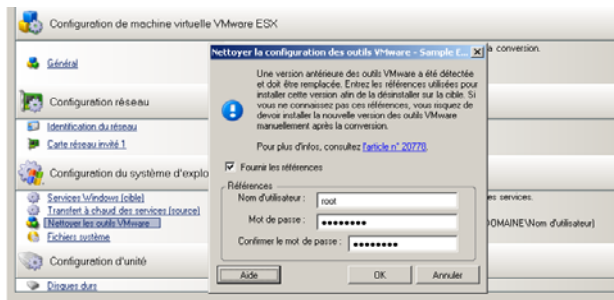 Configuration de machine virtuelle VMware ESX
Général
a conversion.
Configuration réseau
Identification du réseau
Carte réseau invité 1
Configuration du système d'explo
Services Windows (cible)
es services.
Transfert à chaud des services (source)
Nettoyer les outils VMware
OMAINE\Nom d'utilisateur)
Fichiers système
Configuration d'unité
Disques durs
Nettoyer la configuration des outils VMware - Sample E...
Une version antérieure des outils VMware a été détectée
et doit être remplacée. Entrez les références utilisées pour
installer cette version afin de la désinstaller sur la cible. Si
vous ne connaissez pas ces références, vous risquez de
devoir installer la nouvelle version des outils VMware
manuellement après la conversion.
Pour plus d'infos, consultez l'article n° 20778.
Fournir les références
Références
Nom d'utilisateur : root
Mot de passe : ●●●●●●●●
Confirmer le mot de passe : ●●●●●●●●
Aide
OK
Annuler